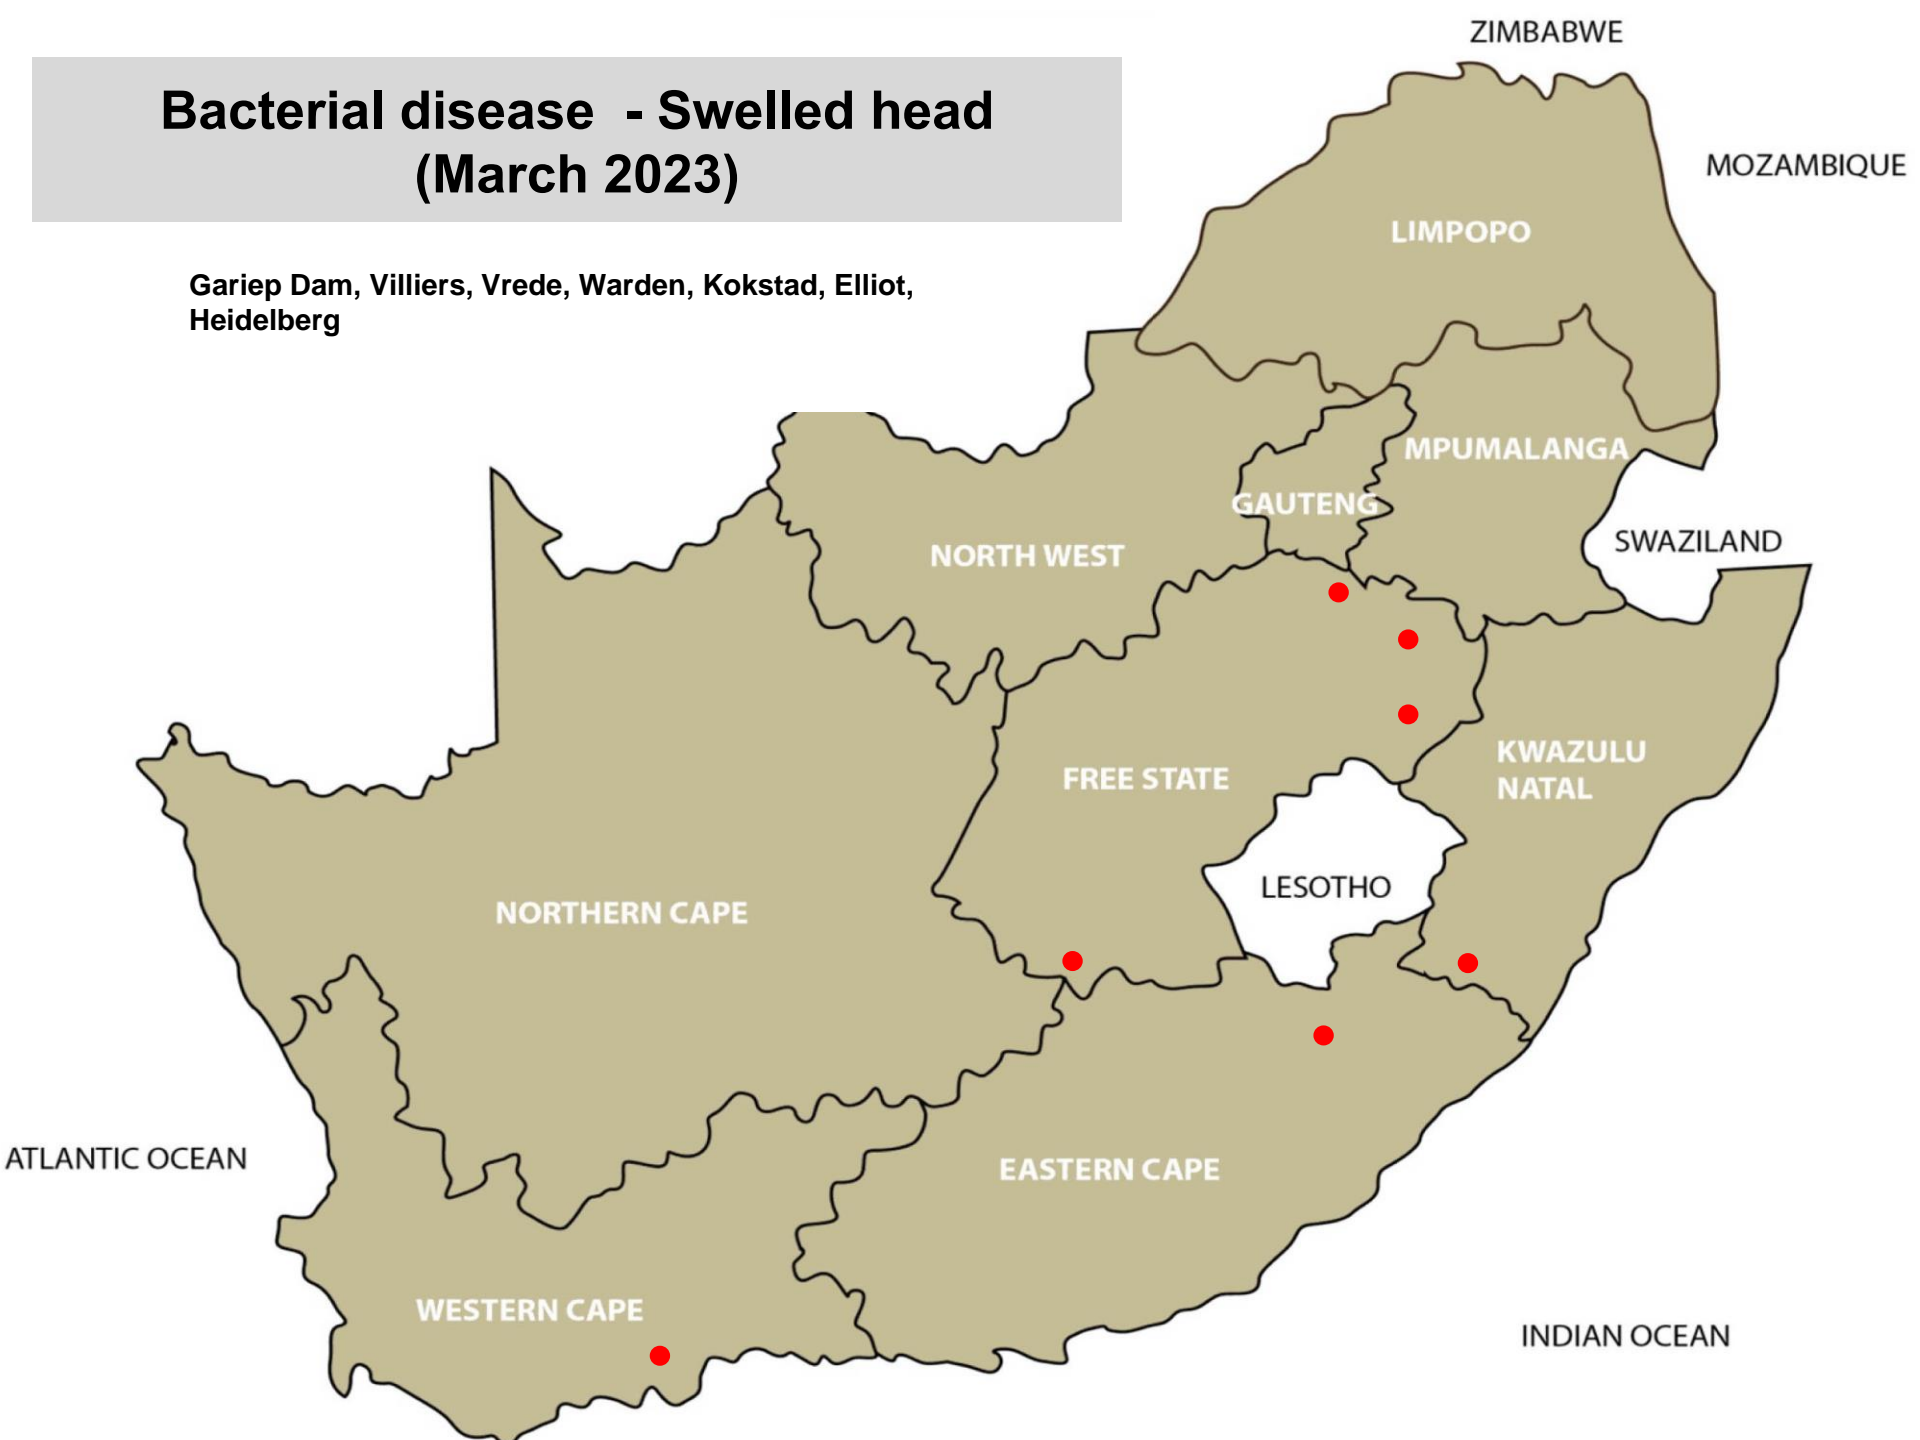 ZIMBABWE
Bacterial disease  - Swelled head
(March 2023)
MOZAMBIQUE
LIMPOPO
Gariep Dam, Villiers, Vrede, Warden, Kokstad, Elliot,
Heidelberg
MPUMALANGA
GAUTENG
SWAZILAND
NORTH WEST
KWAZULU
NATAL
FREE STATE
LESOTHO
NORTHERN CAPE
ATLANTIC OCEAN
EASTERN CAPE
WESTERN CAPE
INDIAN OCEAN